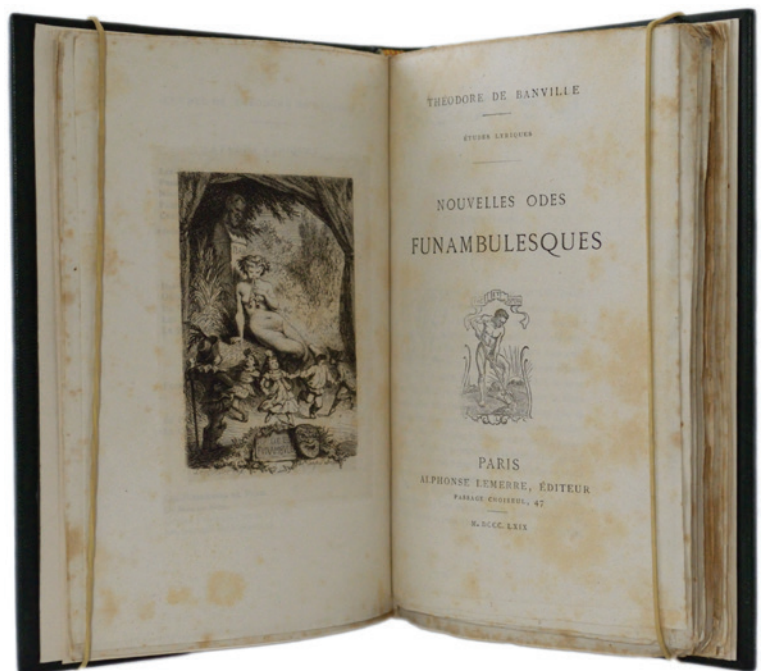 THÉODORE DE BANVILLE
ÉTUDES LYRIQUES
NOUVELLES ODES
FUNAMBULESQUES
PARIS
ALPHONSE LEMERRE, ÉDITEUR
PASSAGE CHOISEUL, 47
M. DCCC. LXIX